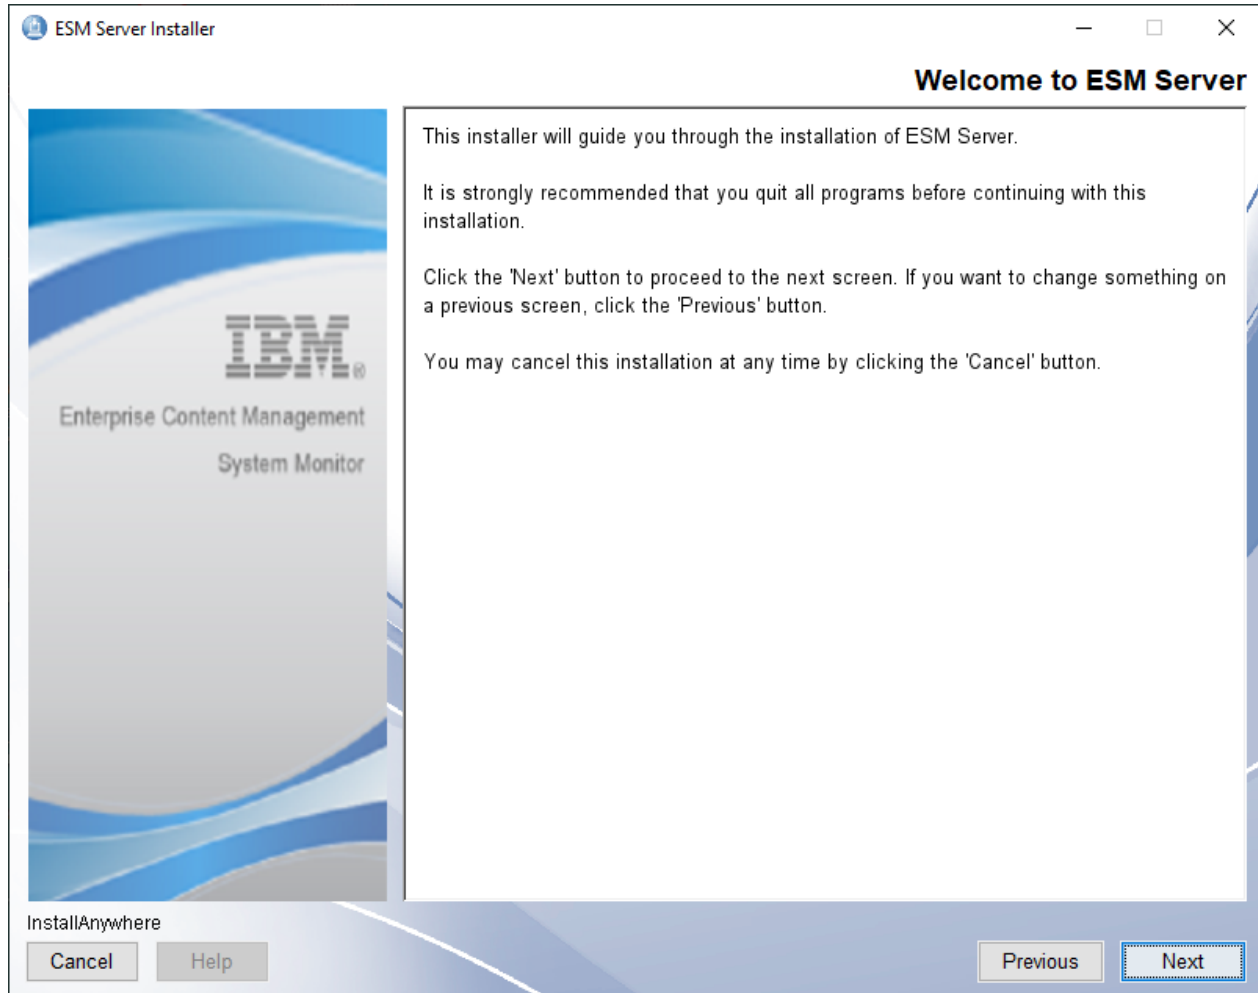 ESM Server Installer
Welcome to ESM Server
This installer will guide you through the installation of ESM Server.
It is strongly recommended that you quit all programs before continuing with this
installation.
Click the 'Next' button to proceed to the next screen. If you want to change something on
a previous screen, click the 'Previous' button.
You may cancel this installation at any time by clicking the 'Cancel' button.
IBM®
Enterprise Content Management
System Monitor
InstallAnywhere
Cancel
Help
Previous
Next